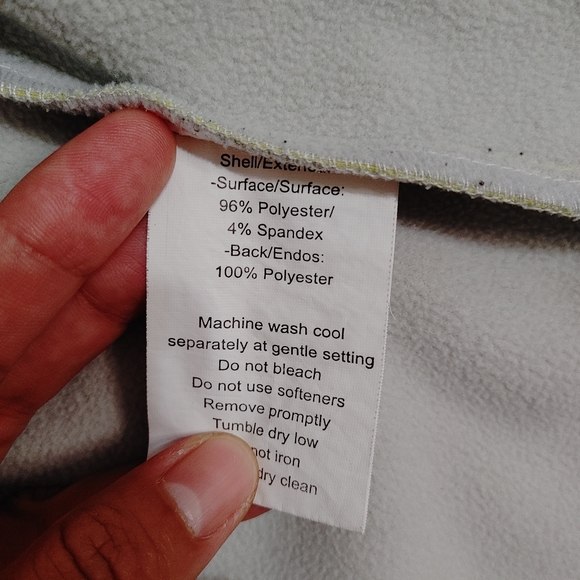 Shell/Exterior:
-Surface/Surface:
96% Polyester/
4% Spandex
-Back/Endos:
100% Polyester
Machine wash cool
separately at gentle setting
Do not bleach
Do not use softeners
Remove promptly
Tumble dry low
not iron
dry clean